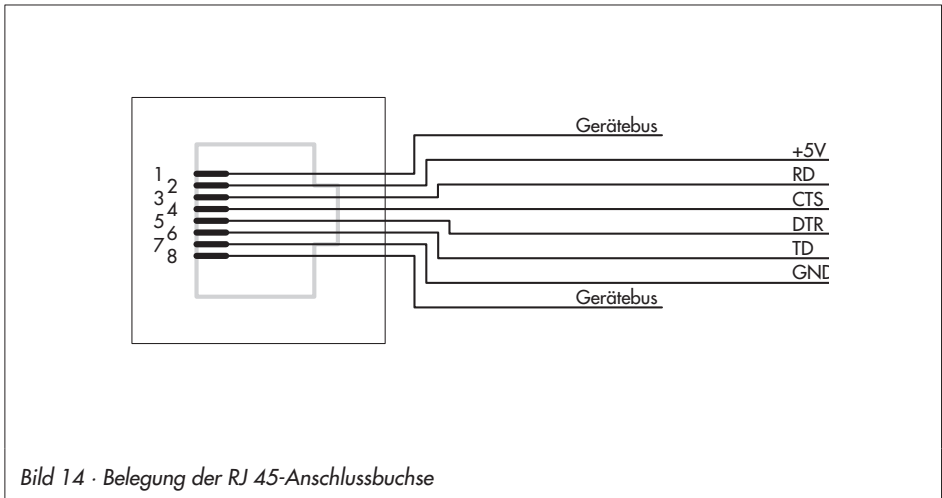 Gerätebus
+5V
RD
CTS
DTR
TD
GND
Gerätebus
1
2
3
4
5
6
7
8
Bild 14 · Belegung der RJ 45-Anschlussbuchse